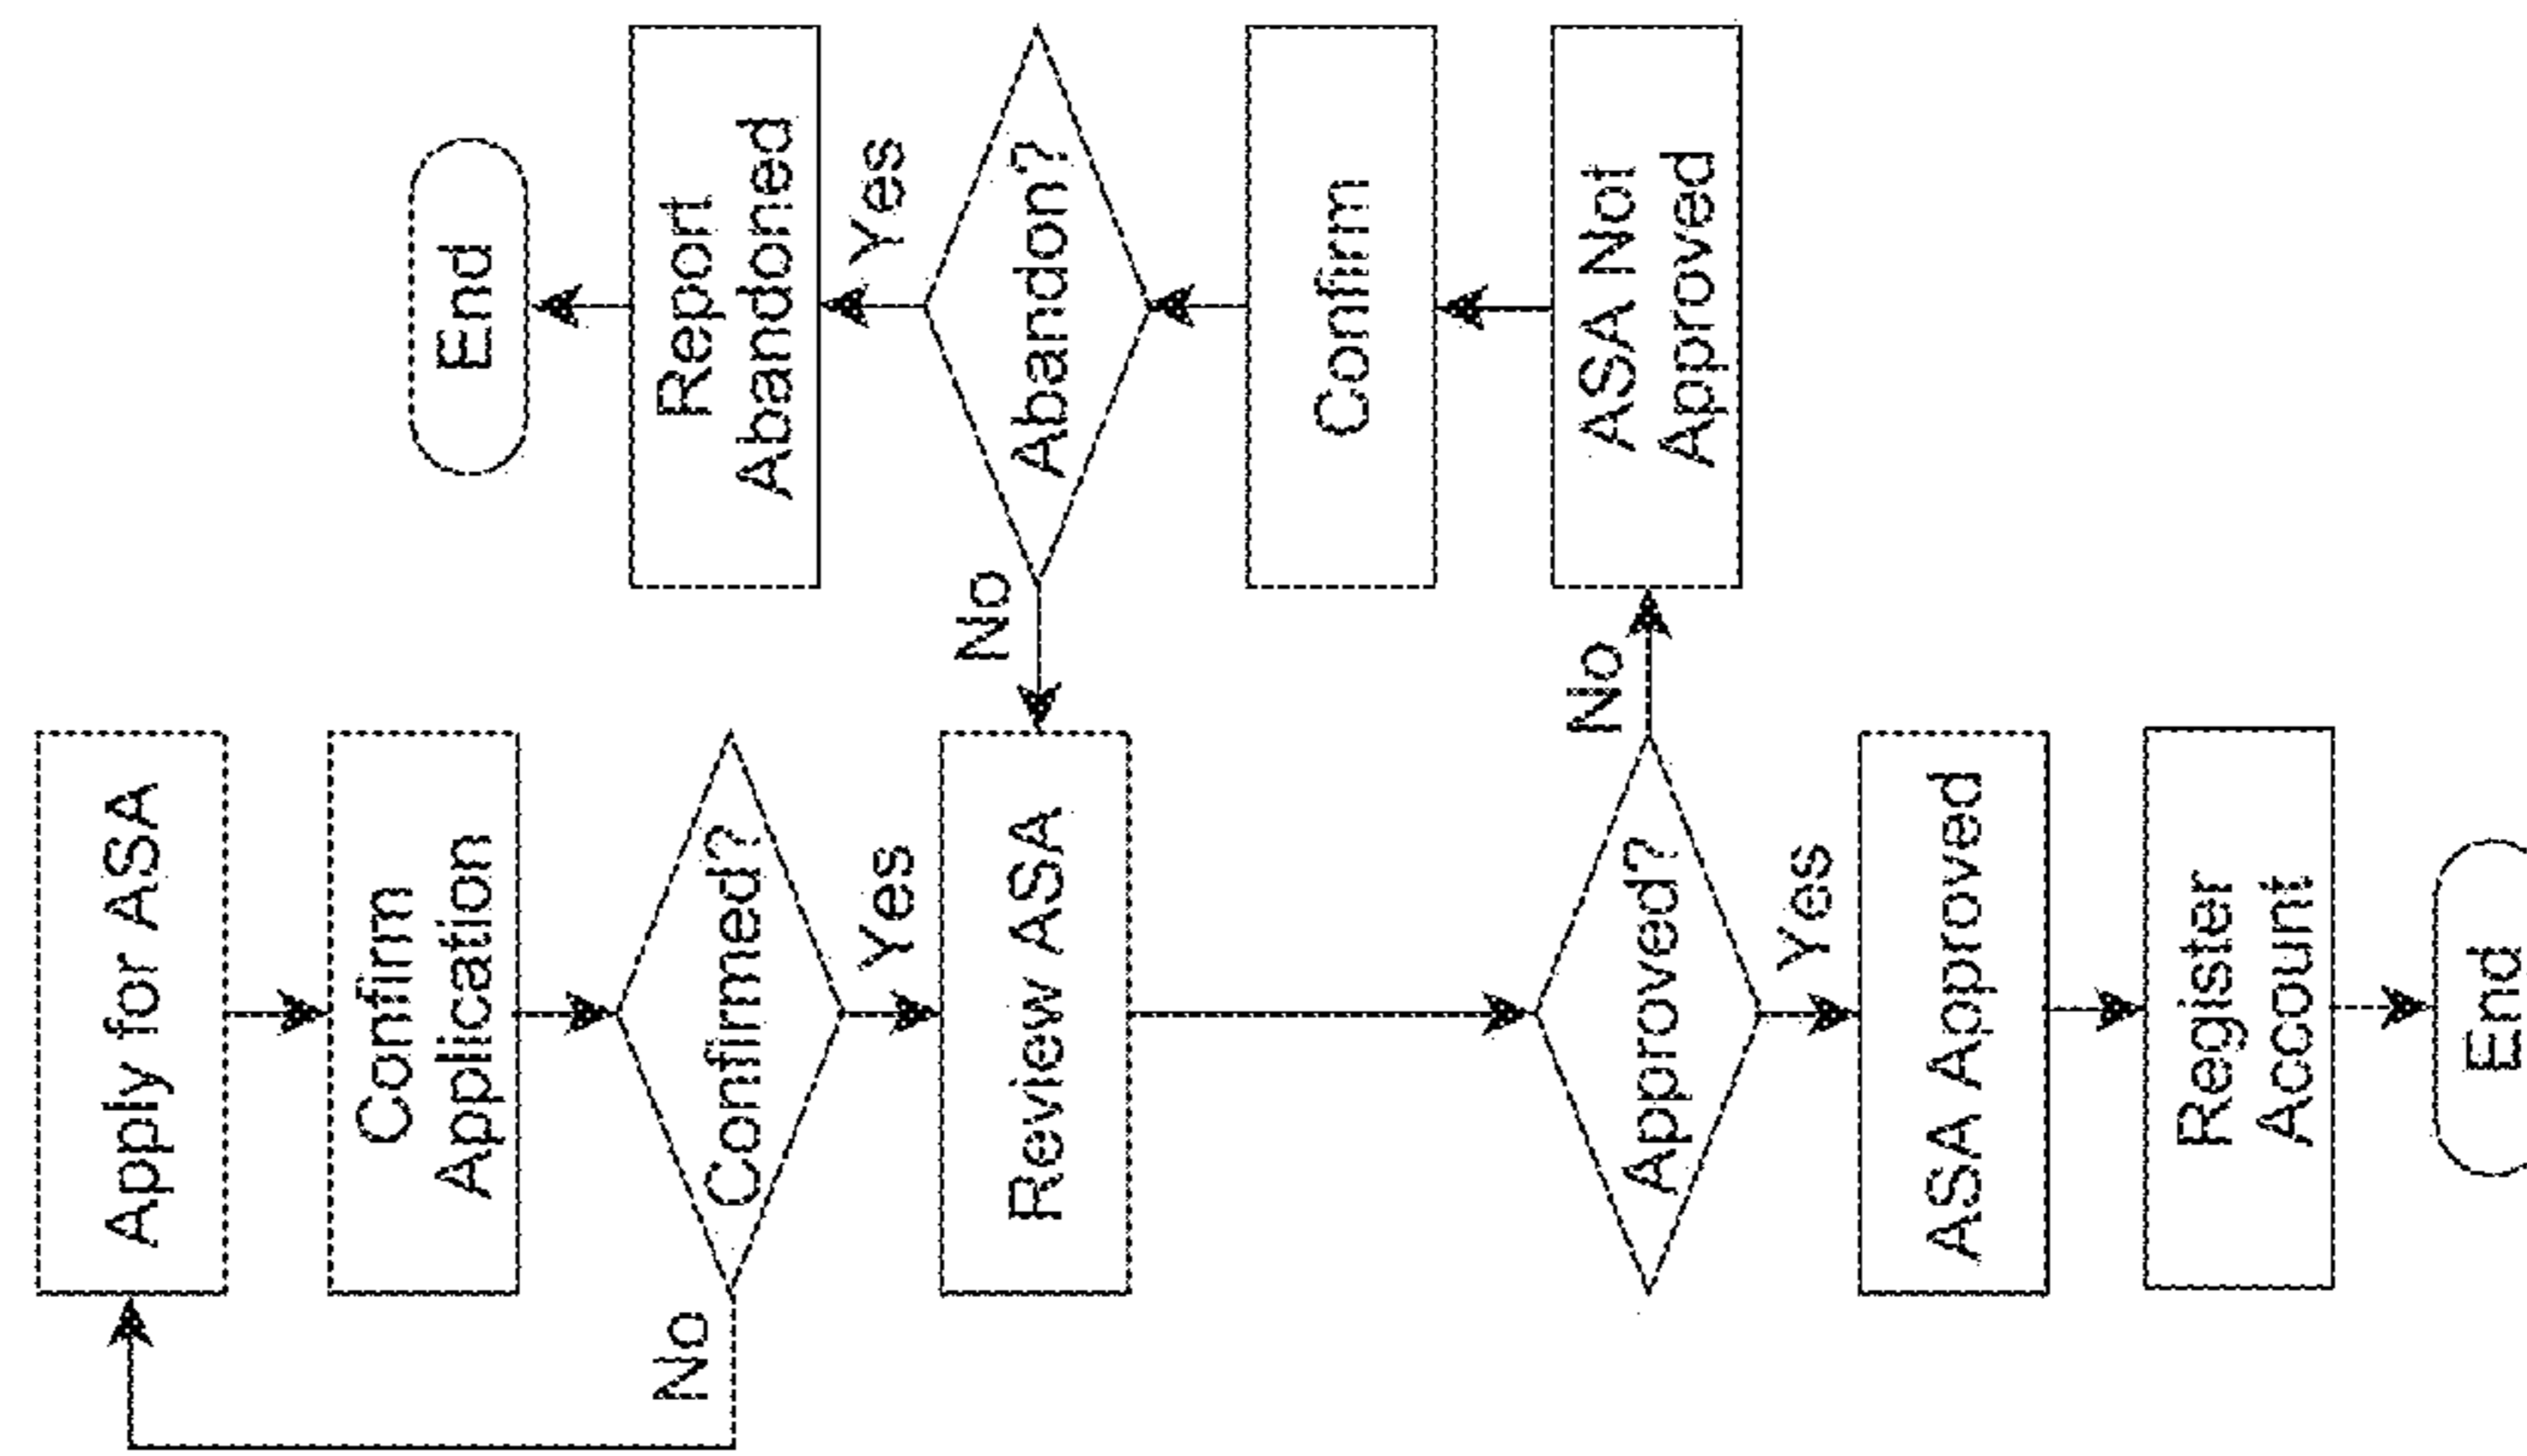 Apply for ASA
Confirm
Application
Confirmed?
No
Yes
Review ASA
Approved?
No
Yes
ASA Approved
Register
Account
End
ASA Not
Approved
Confirm
Abandon?
No
Yes
Report
Abandoned
End